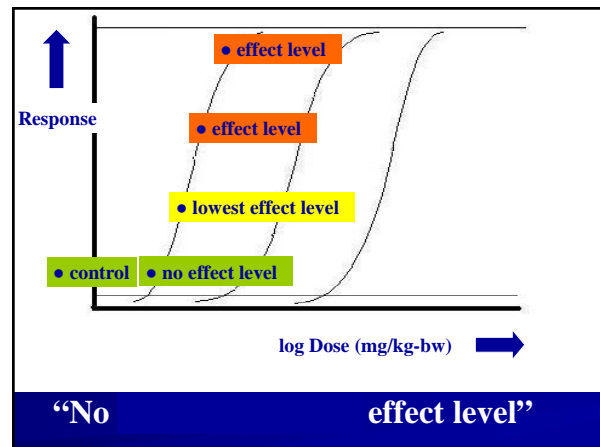 ● effect level
Response
● effect level
● lowest effect level
● control ● no effect level
log Dose (mg/kg-bw)
“No effect level”